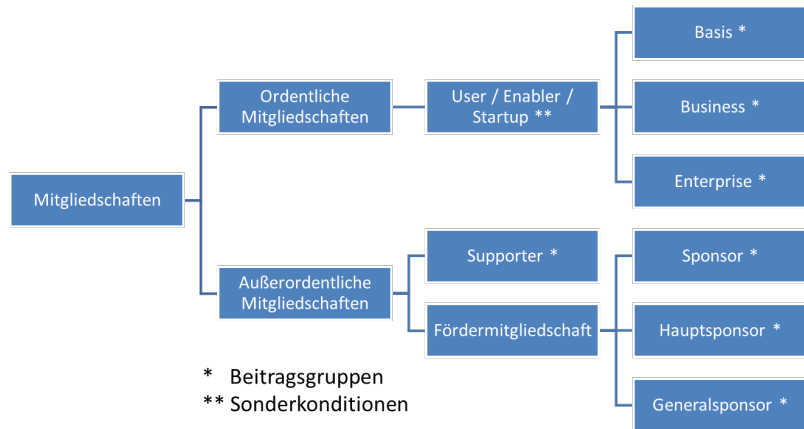 Mitgliedschaften
Ordentliche
Mitgliedschaften
User / Enabler /
Startup **
Basis *
Business *
Enterprise *
Außerordentliche
Mitgliedschaften
Supporter *
Fördermitgliedschaft
Sponsor *
Hauptsponsor *
Generalsponsor *
* Beitragsgruppen
** Sonderkonditionen